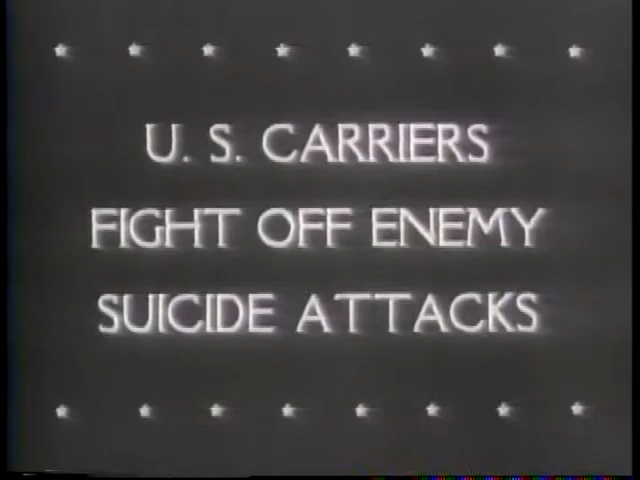 U. S. CARRIERS
FIGHT OFF ENEMY
SUICIDE ATTACKS